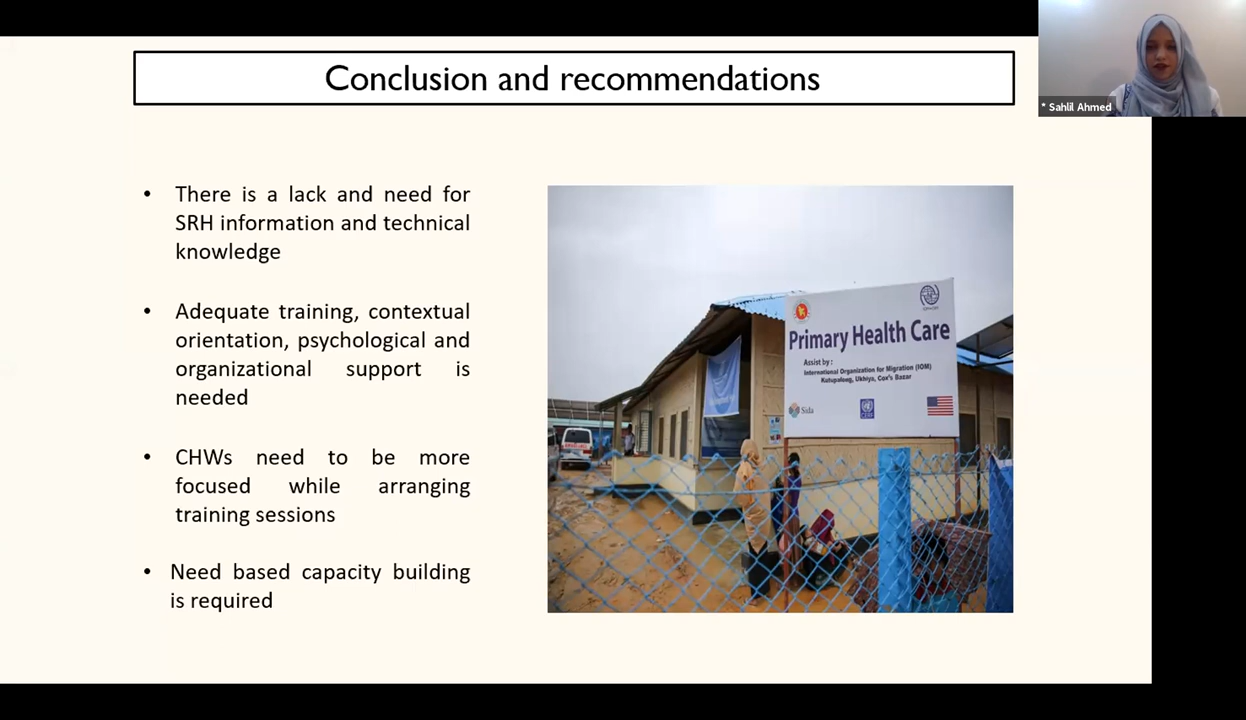 Conclusion and recommendations
* Sahlil Ahmed
• There is a lack and need for
SRH information and technical
knowledge
• Adequate training, contextual
orientation, psychological and
organizational support is
needed
• CHWs need to be more
focused while arranging
training sessions
• Need based capacity building
is required
Primary Health Care
Assist by :
International Organization for Migration (IOM)
Kutupalong, Ukhiya, Cox's Bazar
Sida
CERF